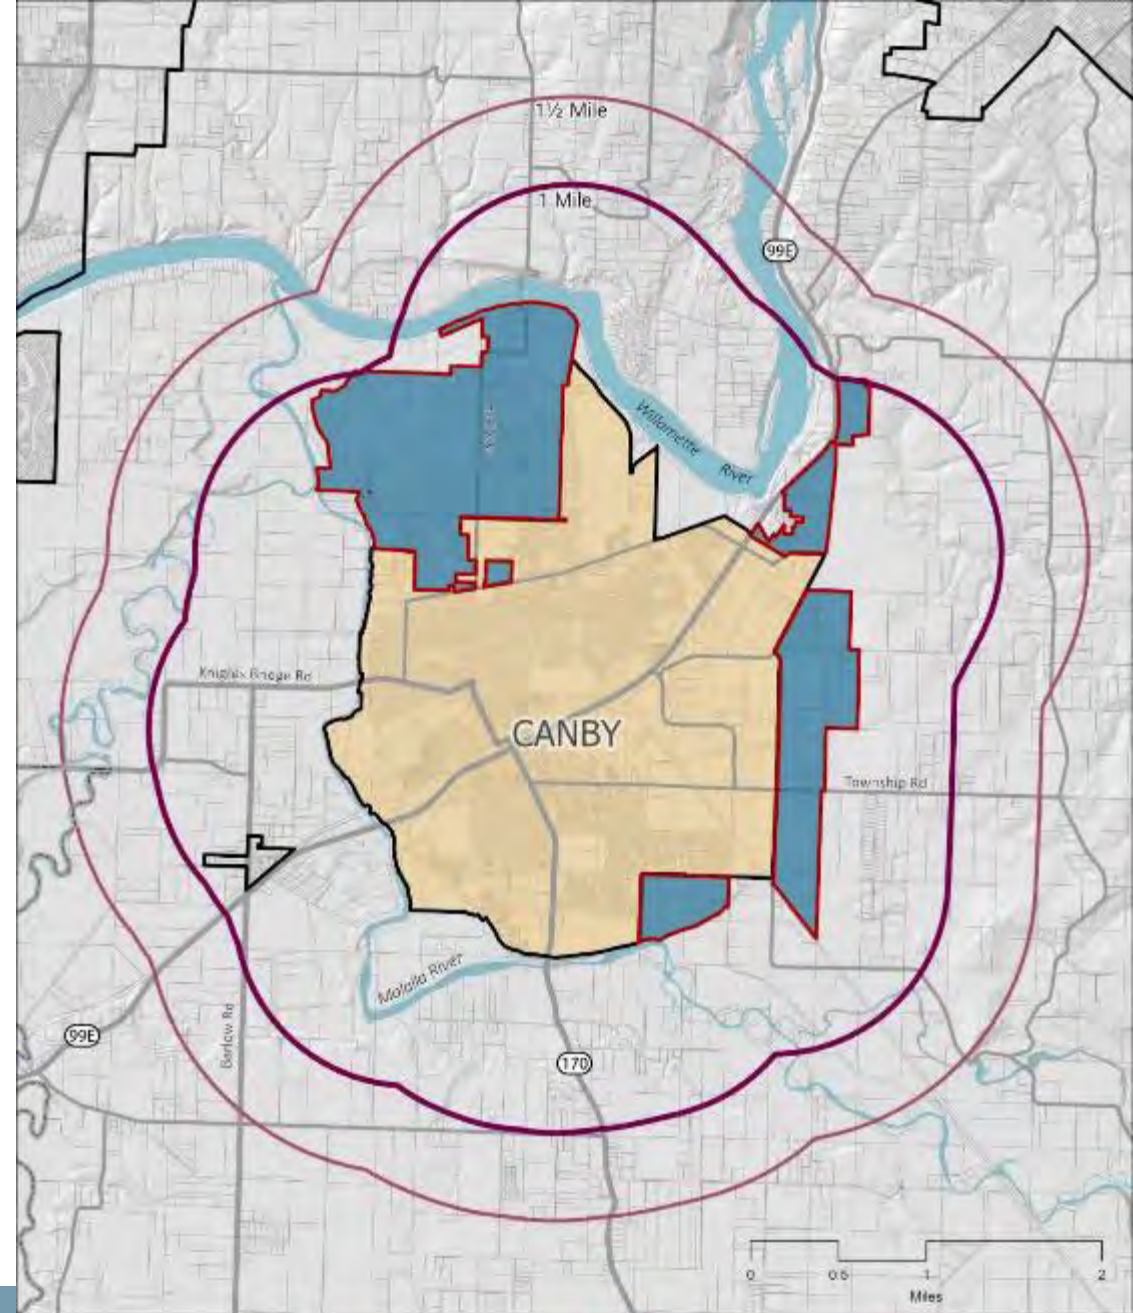 1½ Mile
1 Mile
99E
Willamette
River
Knights Bridge Rd
CANBY
Township Rd
Molalla River
Barlow Rd
99E
170
0 0.5 1 2
Miles